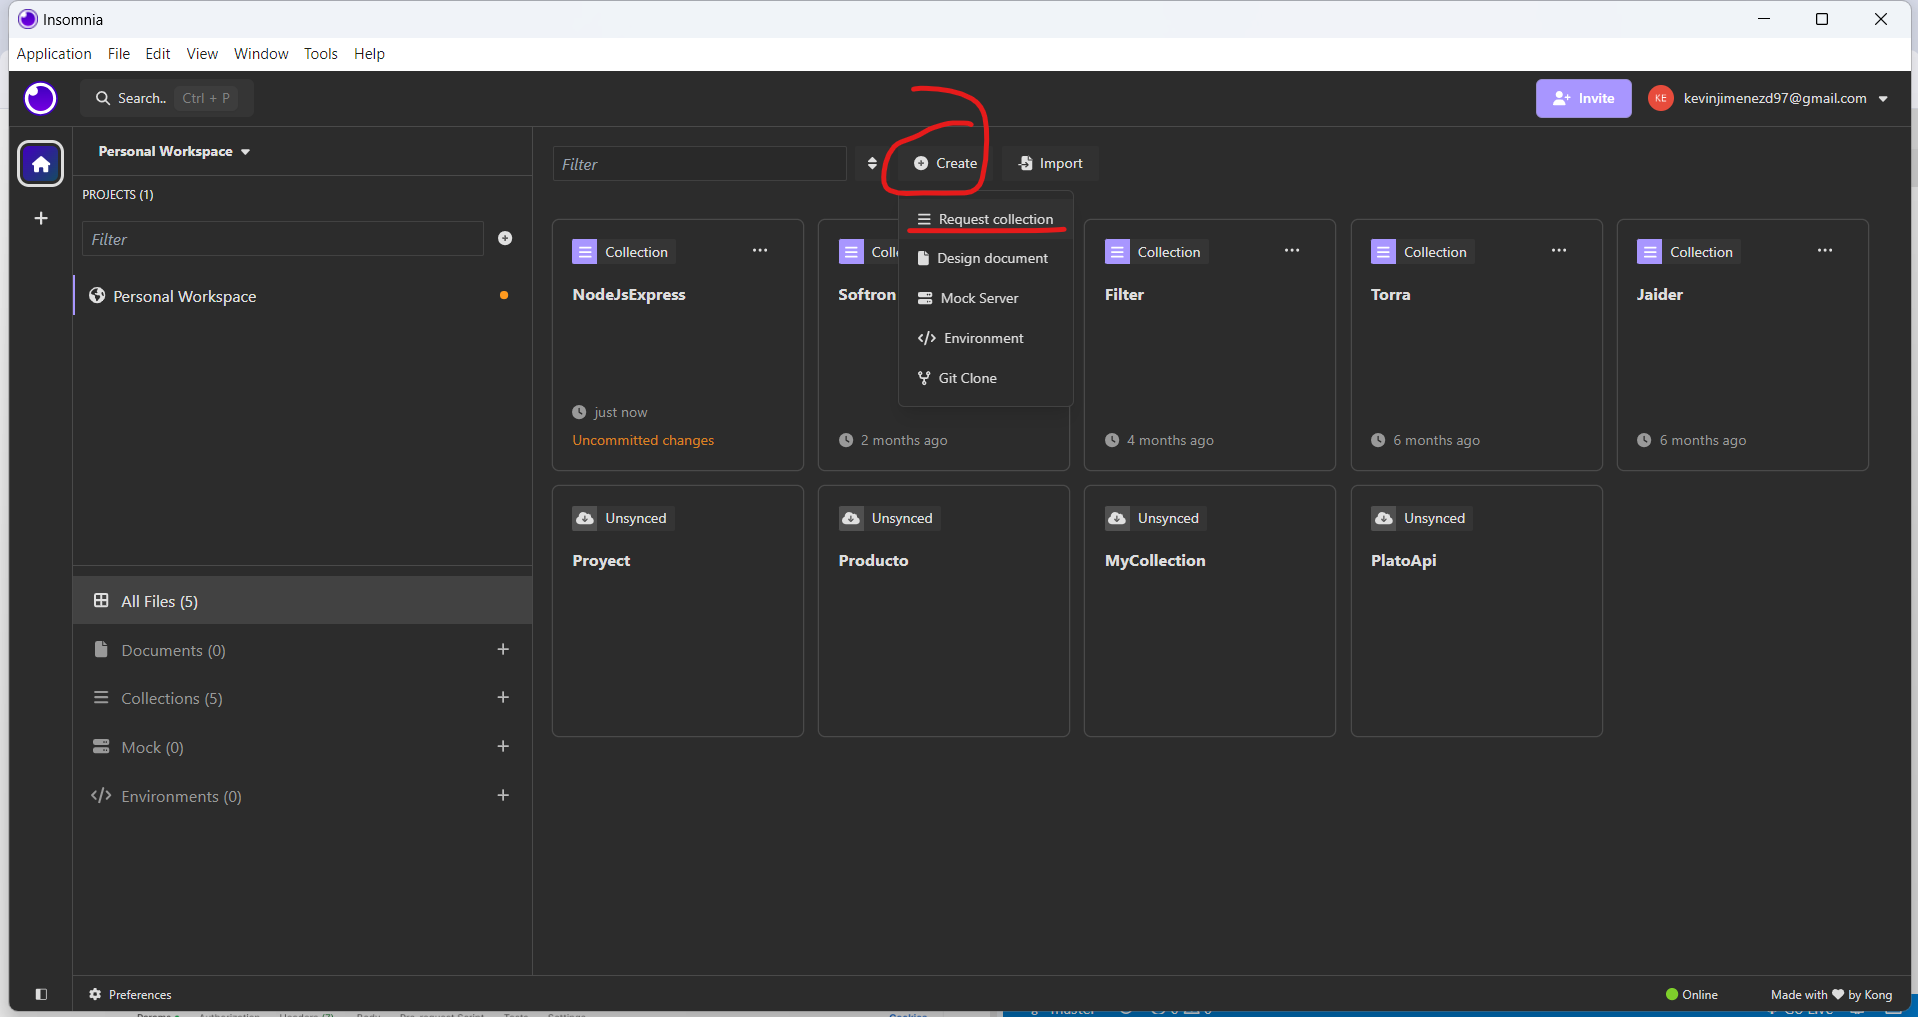 Insomnia
Application File Edit View Window Tools Help
Search.. Ctrl + P
Invite
KE kevinjimenezd97@gmail.com
Personal Workspace
Filter
Create
Import
PROJECTS (1)
Filter
Personal Workspace
Request collection
Design document
Mock Server
Environment
Git Clone
Collection
NodeJsExpress
just now
Uncommitted changes
Softron
2 months ago
Collection
Filter
4 months ago
Collection
Torra
6 months ago
Collection
Jaider
6 months ago
Unsynced
Proyect
Unsynced
Producto
Unsynced
MyCollection
Unsynced
PlatoApi
All Files (5)
Documents (0)
Collections (5)
Mock (0)
Environments (0)
Preferences
Online
Made with ❤ by Kong